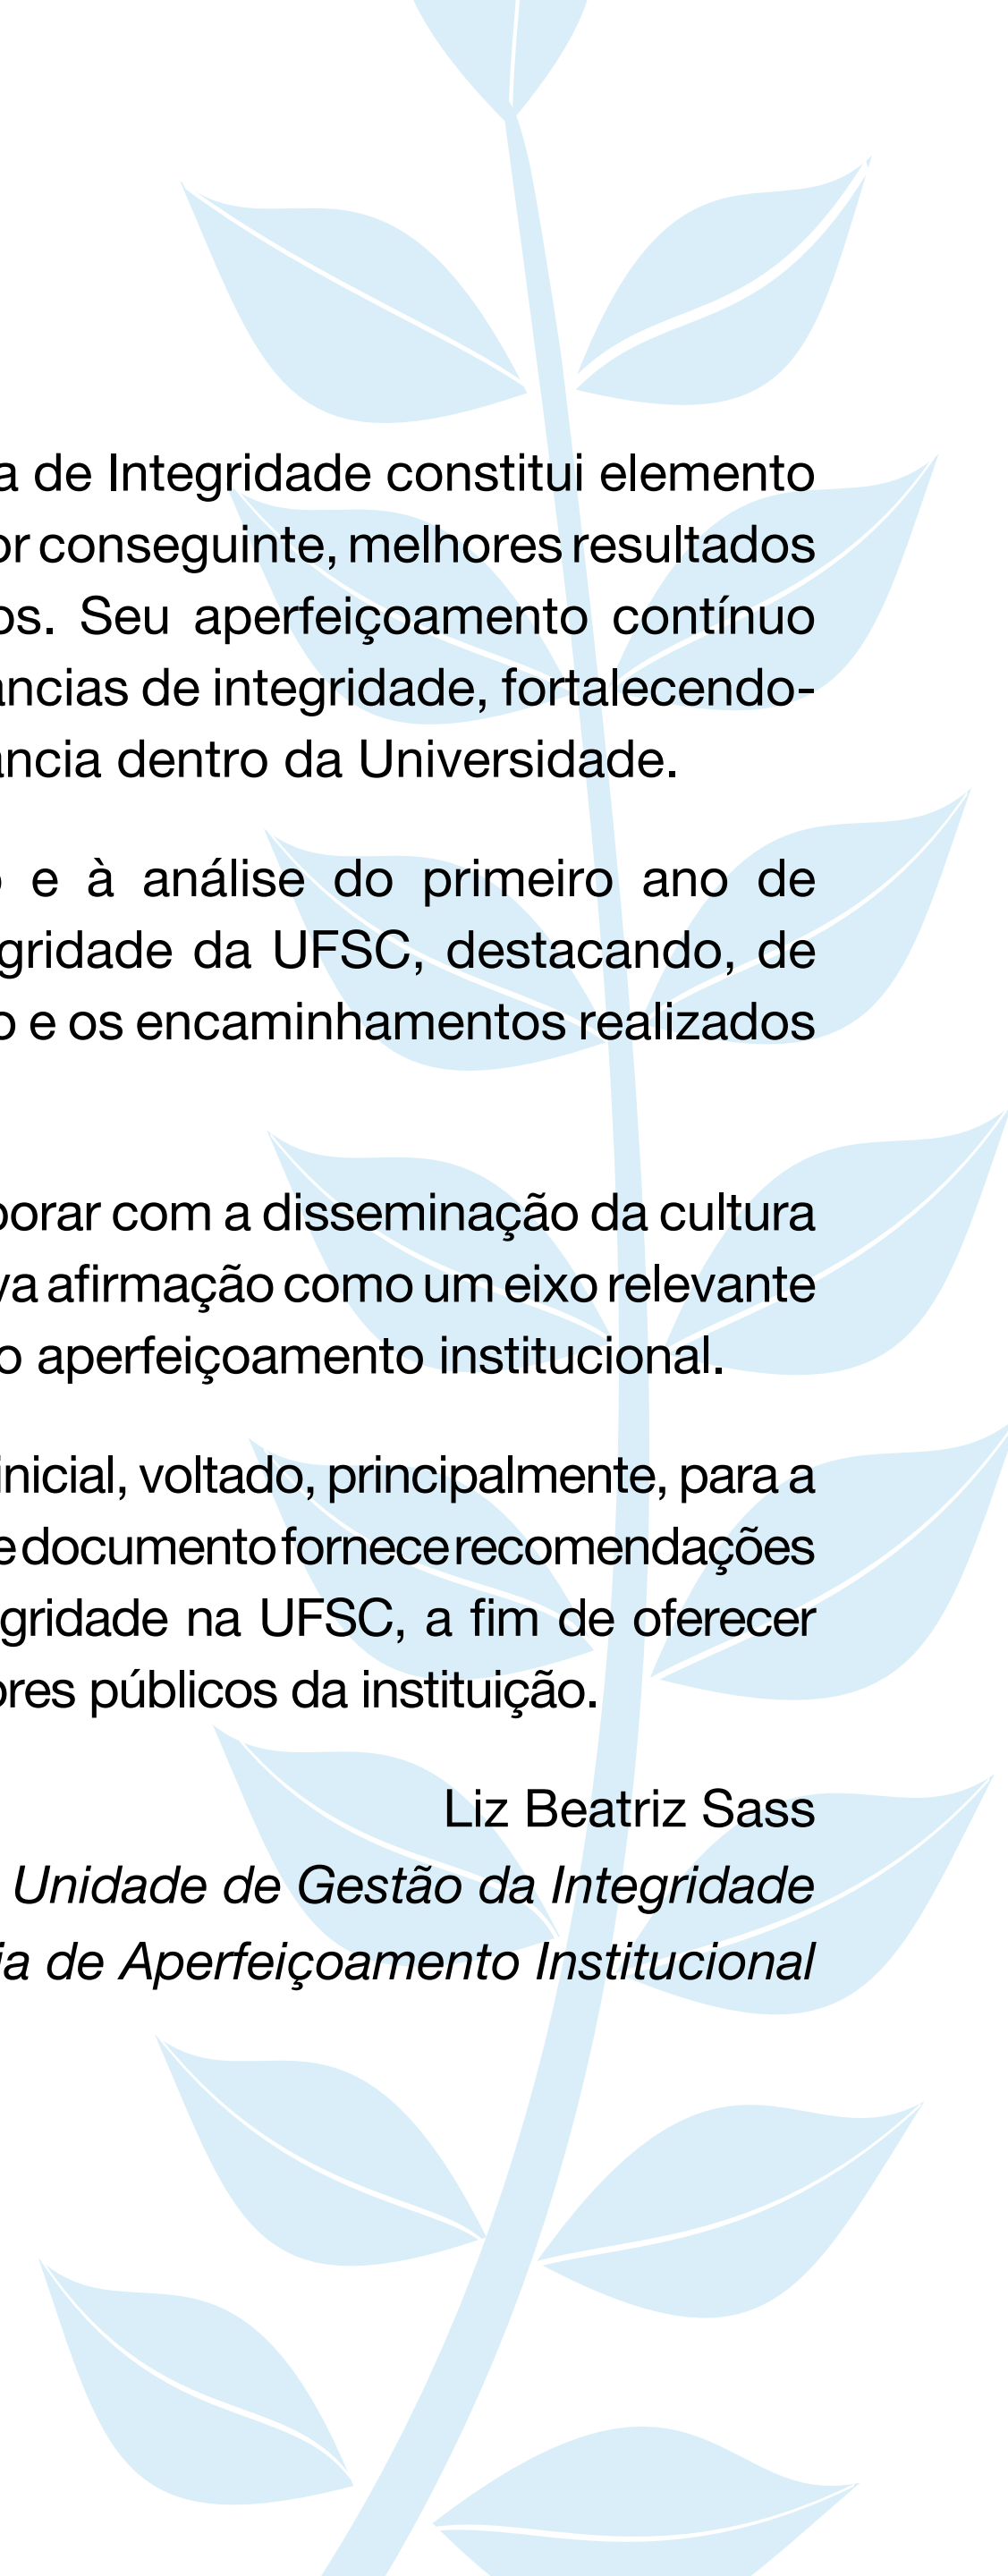 a de Integridade constitui elemento
or conseguinte, melhores resultados
os. Seu aperfeiçoamento contínuo
ancias de integridade, fortalecendo-
ancia dentro da Universidade.
o e à análise do primeiro ano de
gridade da UFSC, destacando, de
o e os encaminhamentos realizados
orar com a disseminação da cultura
va afirmação como um eixo relevante
o aperfeiçoamento institucional.
inicial, voltado, principalmente, para a
e documento fornece recomendações
gridade na UFSC, a fim de oferecer
ores públicos da instituição.
Liz Beatriz Sass
Unidade de Gestão da Integridade
ia de Aperfeiçoamento Institucional